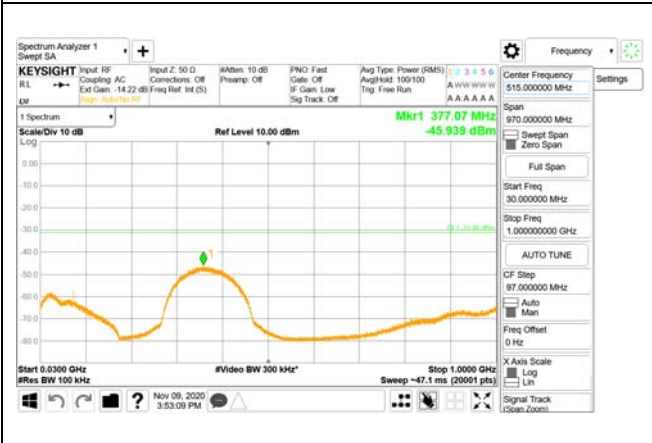 Spectrum Analyzer 1
Swept SA
Frequency
KEYSIGHT
RL
Input: RF
Coupling: AC
Ext Gain: -14.22 dB
Align: Auto/No RF
Input Z: 50 Ω
Corrections: Off
Freq Ref: Int (S)
#Atten: 10 dB
Preamp: Off
PNO: Fast
Gate: Off
IF Gain: Low
Sig Track: Off
Avg Type: Power (RMS)
Avg|Hold: 100/100
Trig: Free Run
1 2 3 4 5 6
A W W W W W
A A A A A A
1 Spectrum
Scale/Div 10 dB
Log
Ref Level 10.00 dBm
Mkr1 377.07 MHz
-45.939 dBm
0.00
-10.0
-20.0
-30.0
-40.0
-50.0
-60.0
-70.0
-80.0
1
Start 0.0300 GHz
#Res BW 100 kHz
#Video BW 300 kHz*
Stop 1.0000 GHz
Sweep ~47.1 ms (20001 pts)
Nov 09, 2020
3:53:09 PM
Center Frequency
515.000000 MHz
Settings
Span
970.000000 MHz
Swept Span
Zero Span
Full Span
Start Freq
30.000000 MHz
Stop Freq
1.000000000 GHz
AUTO TUNE
CF Step
97.000000 MHz
Auto
Man
Freq Offset
0 Hz
X Axis Scale
Log
Lin
Signal Track
(Span Zoom)